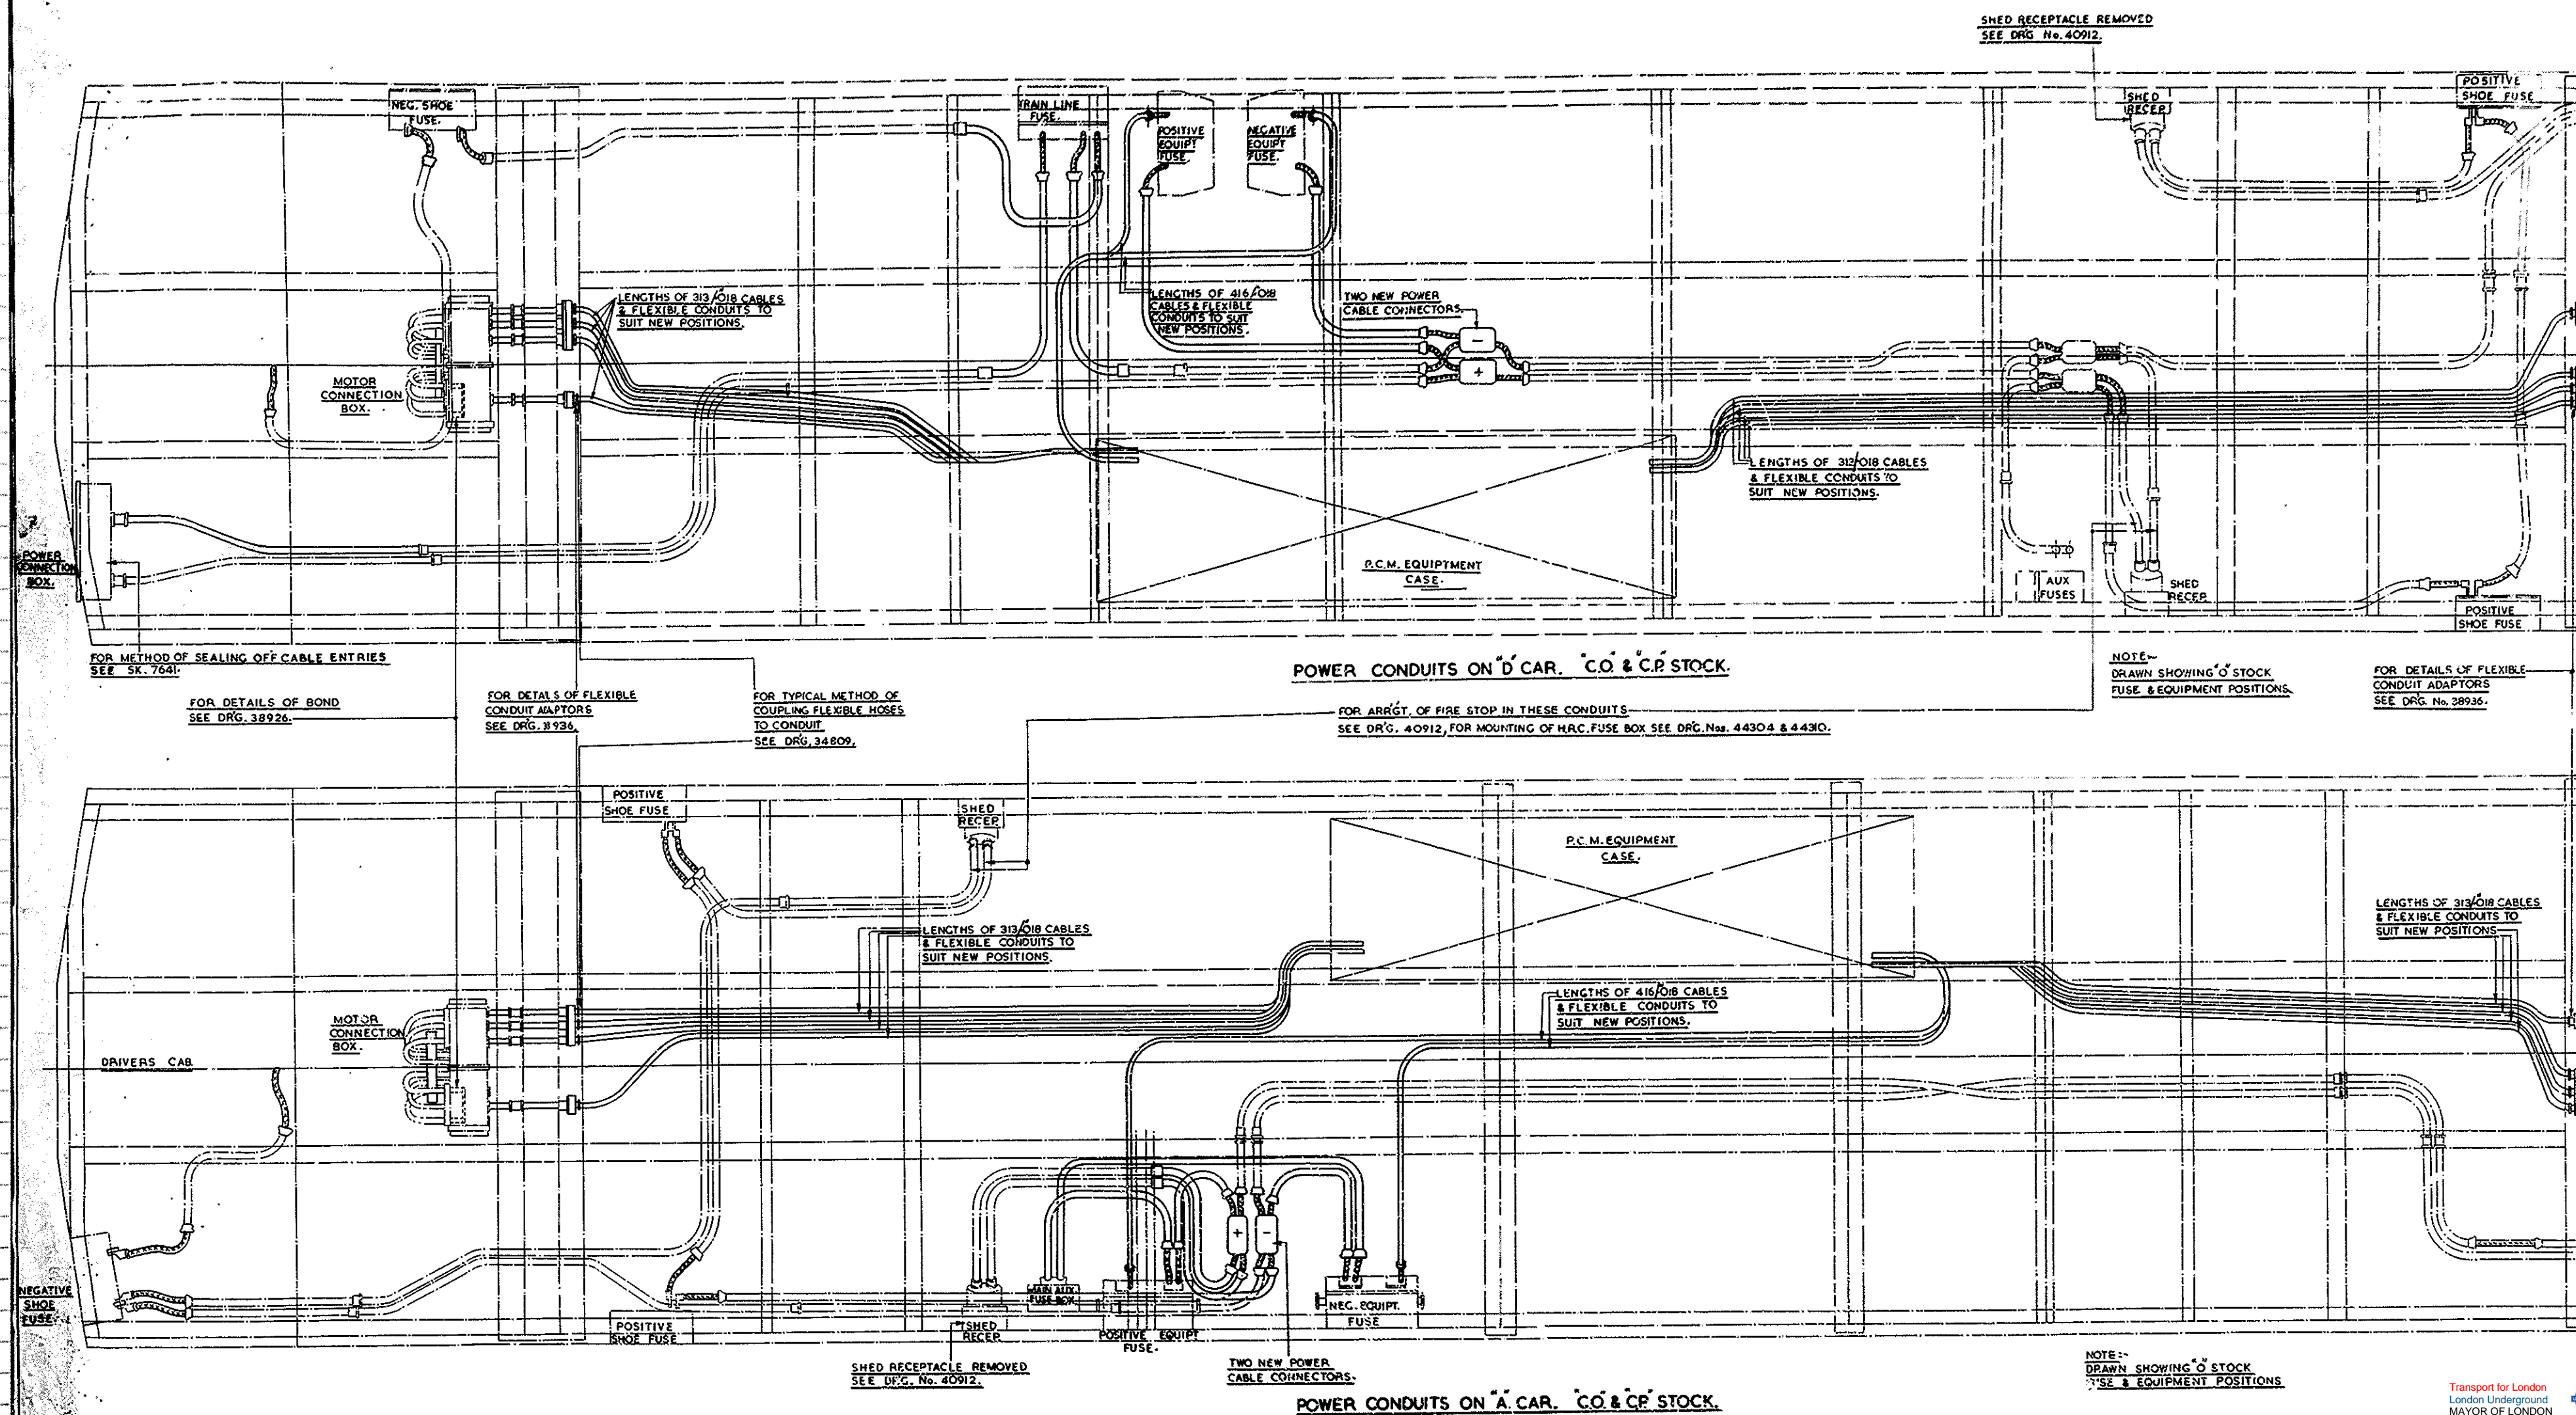 SHED RECEPTACLE REMOVED
SEE DRG No. 40912.
NEG. SHOE
FUSE.
TRAIN LINE
FUSE.
POSITIVE
EQUIPT
FUSE.
NEGATIVE
EQUIPT
FUSE.
SHED
RECEP.
POSITIVE
SHOE FUSE
LENGTHS OF 313/·018 CABLES
& FLEXIBLE CONDUITS TO
SUIT NEW POSITIONS.
LENGTHS OF 416/·018
CABLES & FLEXIBLE
CONDUITS TO SUIT
NEW POSITIONS.
TWO NEW POWER
CABLE CONNECTORS.
-
+
MOTOR
CONNECTION
BOX.
LENGTHS OF 313/·018 CABLES
& FLEXIBLE CONDUITS TO
SUIT NEW POSITIONS.
POWER
CONNECTION
BOX.
P.C.M. EQUIPTMENT
CASE.
AUX
FUSES
SHED
RECEP.
POSITIVE
SHOE FUSE
FOR METHOD OF SEALING OFF CABLE ENTRIES
SEE SK. 7641.
POWER CONDUITS ON "D" CAR. "C.O." & "C.P." STOCK.
NOTE:-
DRAWN SHOWING "O" STOCK
FUSE & EQUIPMENT POSITIONS.
FOR DETAILS OF FLEXIBLE
CONDUIT ADAPTORS
SEE DRG. No. 38936.
FOR DETAILS OF BOND
SEE DR'G. 38926.
FOR DETAILS OF FLEXIBLE
CONDUIT ADAPTORS
SEE DRG. 38936.
FOR TYPICAL METHOD OF
COUPLING FLEXIBLE HOSES
TO CONDUIT
SEE DR'G. 34809.
FOR ARR'GT. OF FIRE STOP IN THESE CONDUITS
SEE DR'G. 40912, FOR MOUNTING OF H.R.C. FUSE BOX SEE DRG. Nos. 44304 & 44310.
POSITIVE
SHOE FUSE
SHED
RECEP.
P.C.M. EQUIPMENT
CASE.
LENGTHS OF 313/·018 CABLES
& FLEXIBLE CONDUITS TO
SUIT NEW POSITIONS.
LENGTHS OF 313/·018 CABLES
& FLEXIBLE CONDUITS TO
SUIT NEW POSITIONS
LENGTHS OF 416/·018 CABLES
& FLEXIBLE CONDUITS TO
SUIT NEW POSITIONS.
MOTOR
CONNECTION
BOX.
DRIVERS CAB
+
-
NEGATIVE
SHOE
FUSE.
MAIN AUX.
FUSE BOX
NEG. EQUIPT.
FUSE
POSITIVE
SHOE FUSE
SHED
RECEP.
POSITIVE EQUIPT
FUSE.
SHED RECEPTACLE REMOVED
SEE DR'G. No. 40912.
TWO NEW POWER
CABLE CONNECTORS.
NOTE:-
DRAWN SHOWING "O" STOCK
FUSE & EQUIPMENT POSITIONS
POWER CONDUITS ON "A" CAR. "C.O." & "C.P." STOCK.
Transport for London
London Underground
MAYOR OF LONDON